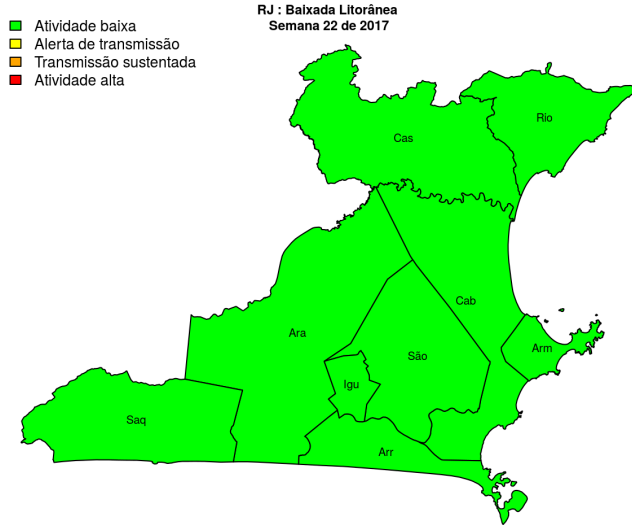 RJ : Baixada Litorânea
Semana 22 de 2017
Atividade baixa
Alerta de transmissão
Transmissão sustentada
Atividade alta
Rio
Cas
Cab
Ara
Arm
São
Igu
Saq
Arr